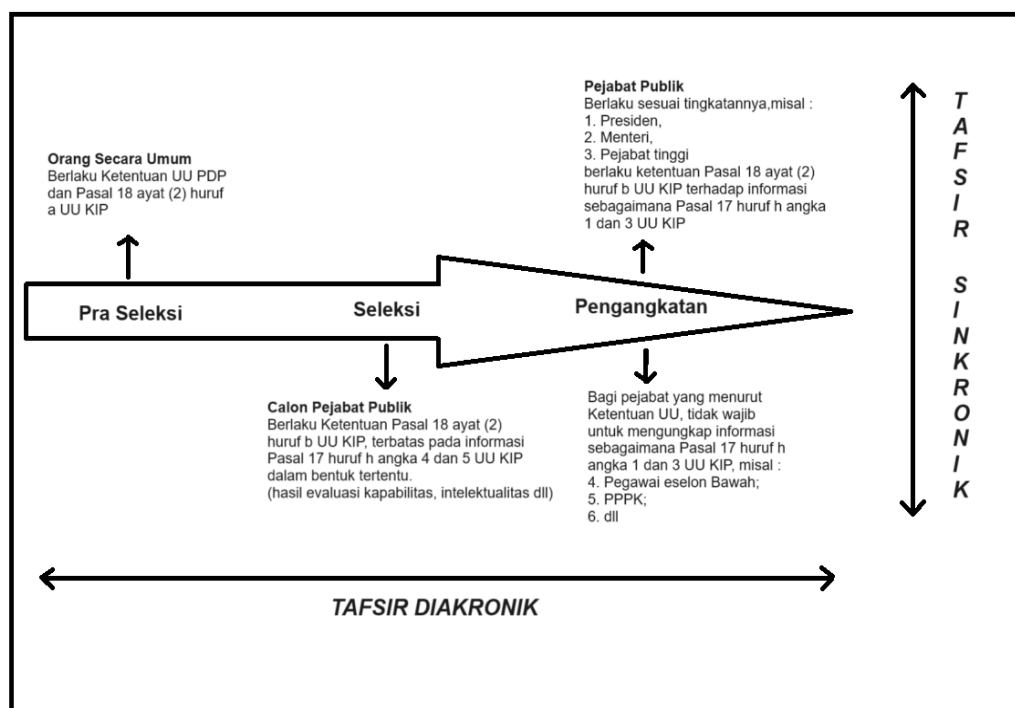 Pejabat Publik
Berlaku sesuai tingkatannya,misal :
1. Presiden,
2. Menteri,
3. Pejabat tinggi
berlaku ketentuan Pasal 18 ayat (2)
huruf b UU KIP terhadap informasi
sebagaimana Pasal 17 huruf h angka
1 dan 3 UU KIP
Orang Secara Umum
Berlaku Ketentuan UU PDP
dan Pasal 18 ayat (2) huruf
a UU KIP
Pra Seleksi
Seleksi
Pengangkatan
Calon Pejabat Publik
Berlaku Ketentuan Pasal 18 ayat (2)
huruf b UU KIP, terbatas pada informasi
Pasal 17 huruf h angka 4 dan 5 UU KIP
dalam bentuk tertentu.
(hasil evaluasi kapabilitas, intelektualitas dll)
Bagi pejabat yang menurut
Ketentuan UU, tidak wajib
untuk mengungkap informasi
sebagaimana Pasal 17 huruf h
angka 1 dan 3 UU KIP, misal :
4. Pegawai eselon Bawah;
5. PPPK;
6. dll
TAFSIR DIAKRONIK
TAFSIR SINKRONIK